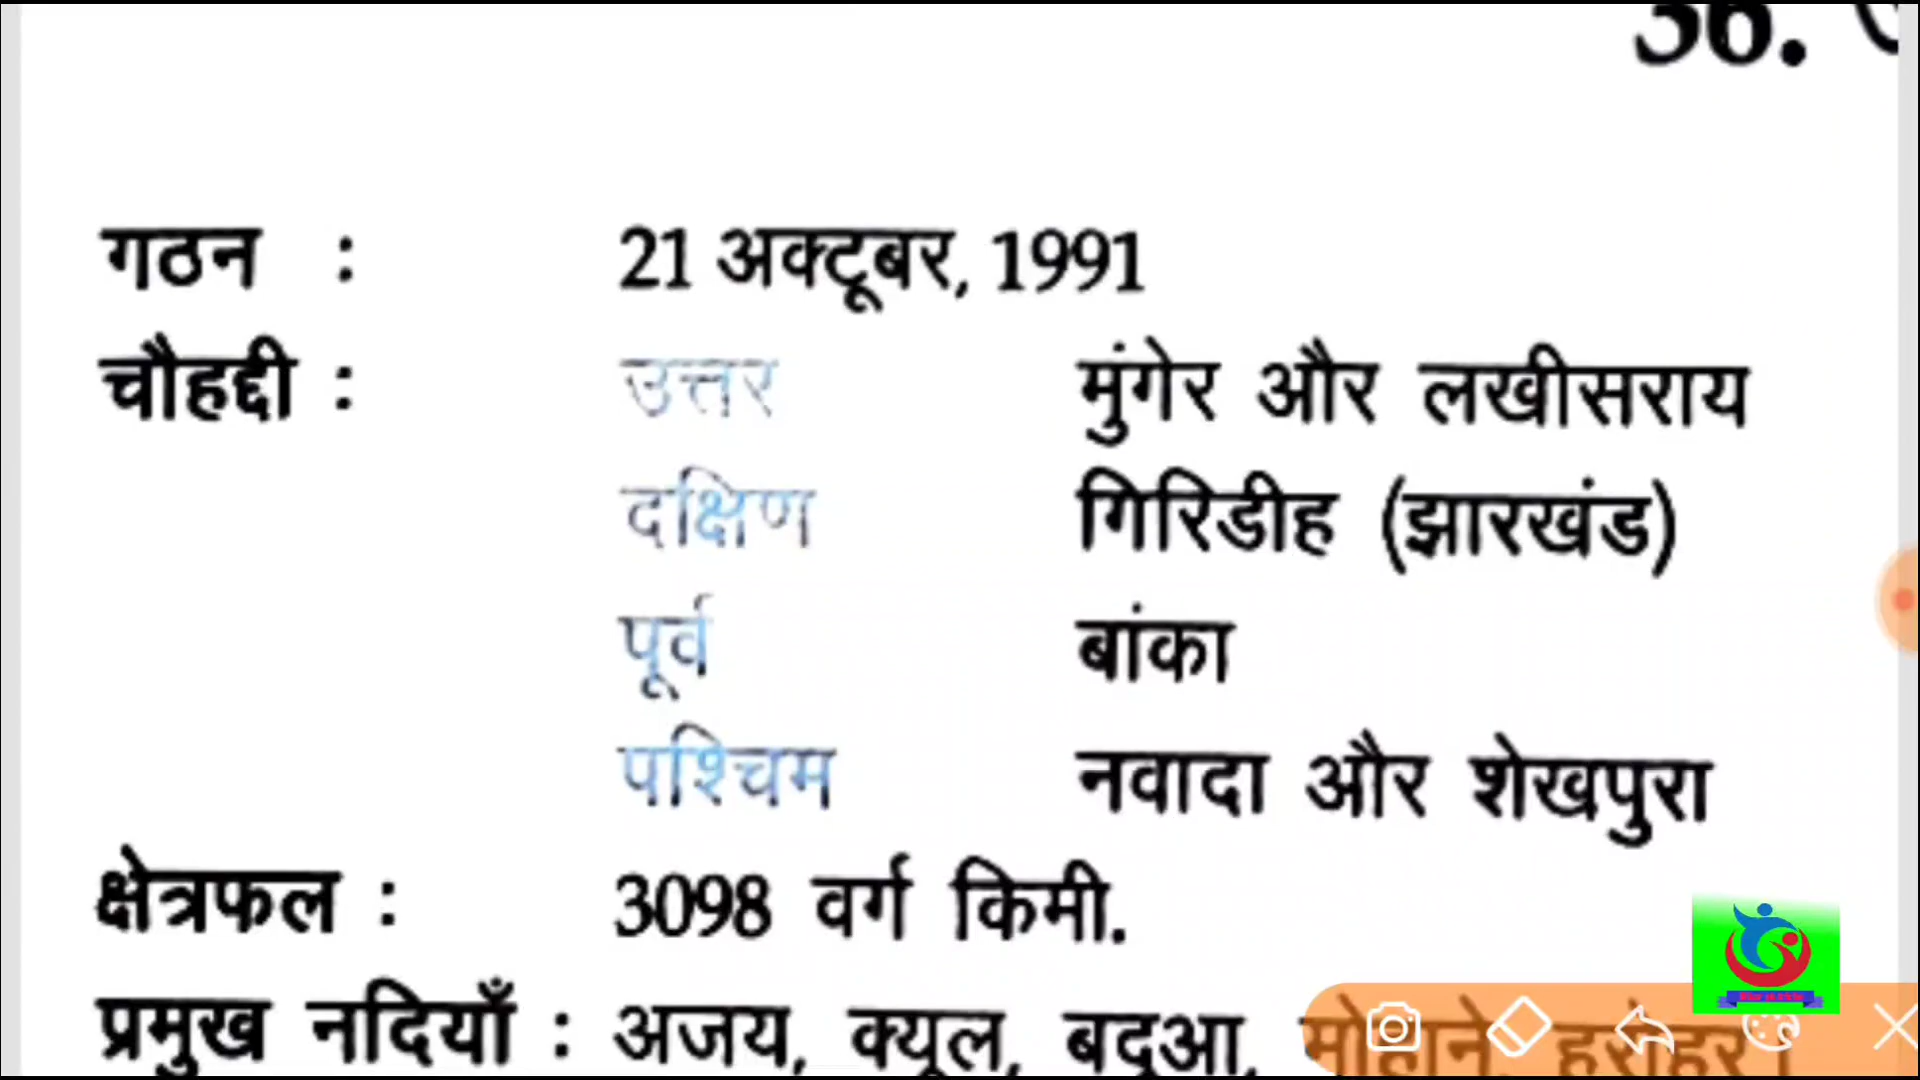 36.
गठन : 21 अक्टूबर, 1991
चौहद्दी : उत्तर मुंगेर और लखीसराय
दक्षिण गिरिडीह (झारखंड)
पूर्व बांका
पश्चिम नवादा और शेखपुरा
क्षेत्रफल : 3098 वर्ग किमी.
प्रमुख नदियाँ : अजय, क्यूल, बदुआ,